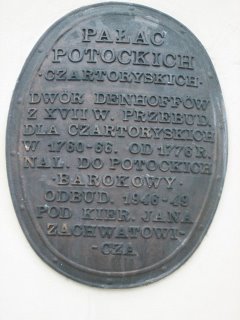 PAŁAC
POTOCKICH
·CZARTORYSKICH·
DWÓR DENHOFFÓW
Z XVII W. PRZEBUD.
DLA CZARTORYSKICH
W 1760-66. OD 1776 R.
NAL. DO POTOCKICH
·BAROKOWY·
ODBUD. 1946-49
POD KIER. JANA
ZACHWATOWI-
-CZA